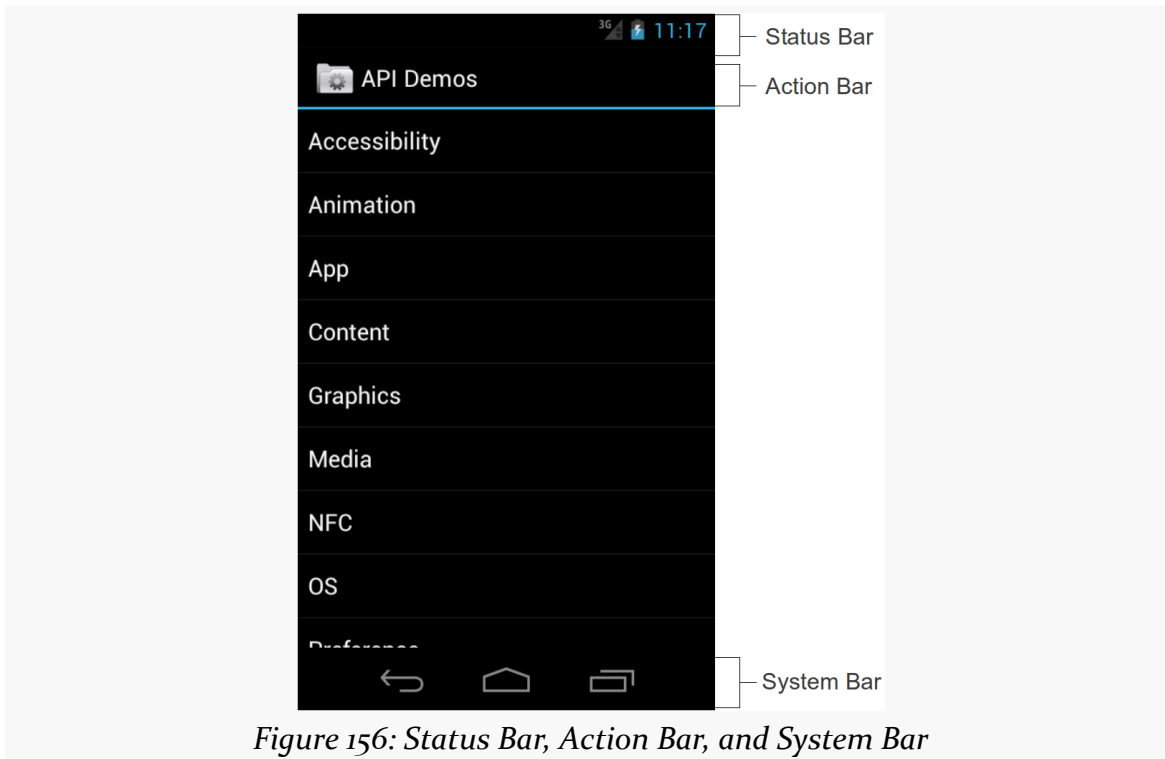 3G 11:17
Status Bar
API Demos
Action Bar
Accessibility
Animation
App
Content
Graphics
Media
NFC
OS
Preference
System Bar
Figure 156: Status Bar, Action Bar, and System Bar